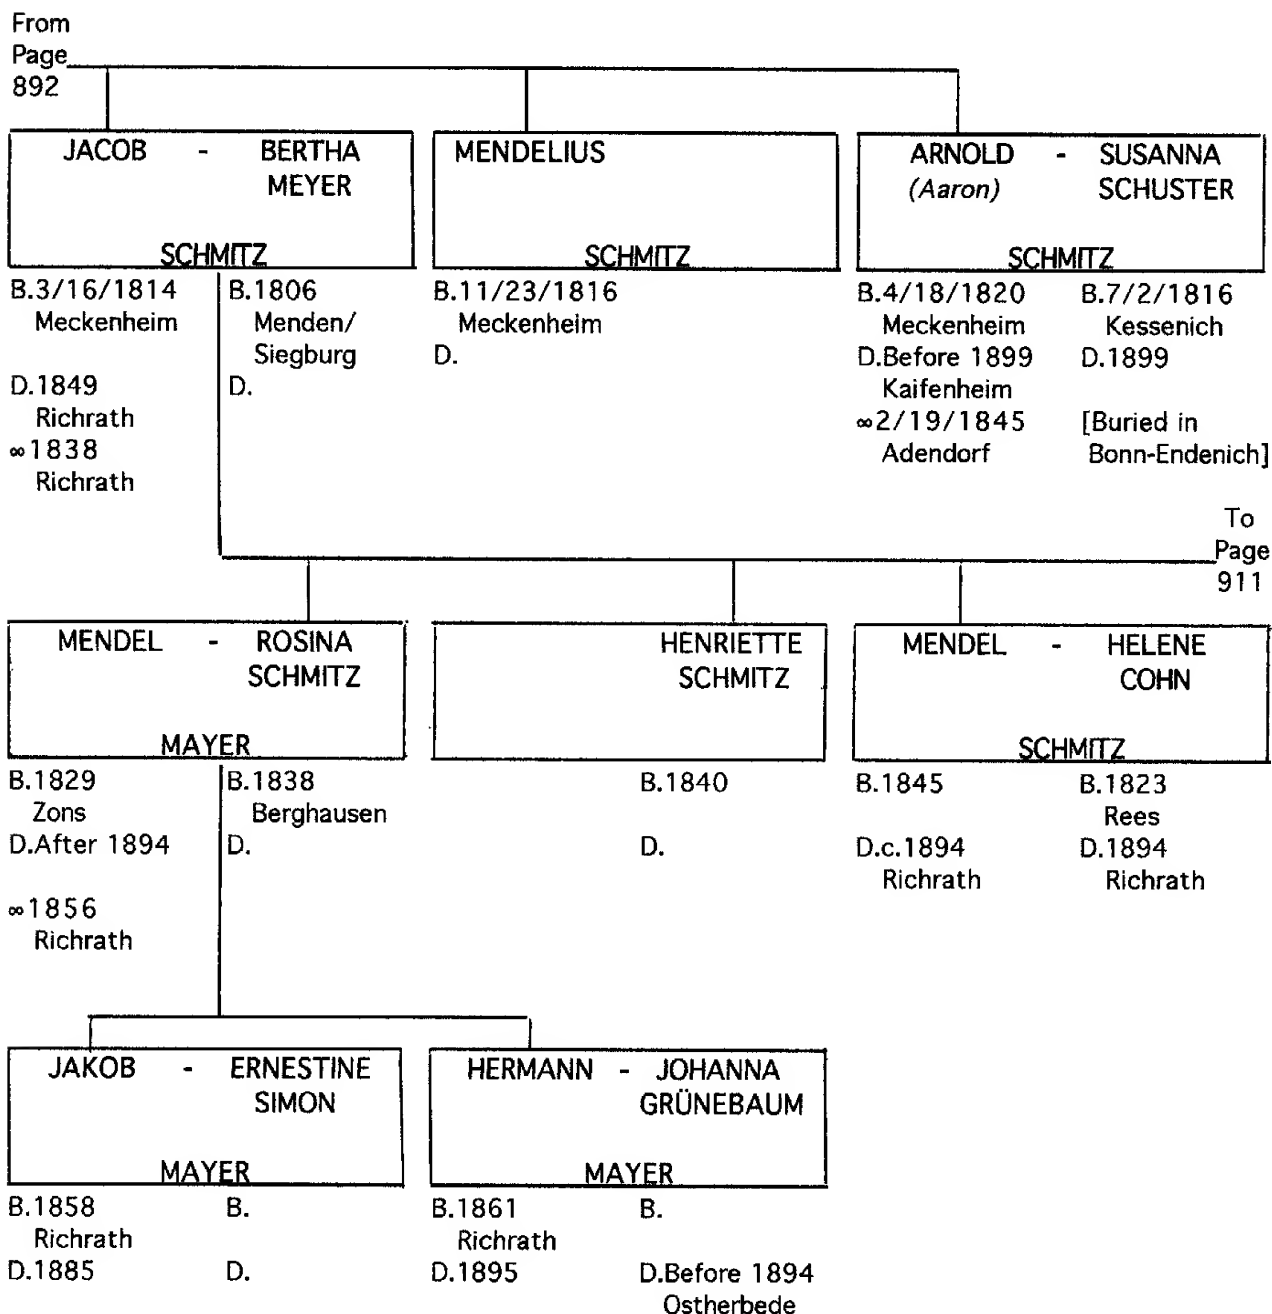 From
Page
892
JACOB - BERTHA
MEYER
SCHMITZ
B.3/16/1814
Meckenheim
D.1849
Richrath
∞1838
Richrath
B.1806
Menden/
Siegburg
D.
MENDELIUS
SCHMITZ
B.11/23/1816
Meckenheim
D.
ARNOLD - SUSANNA
(Aaron) SCHUSTER
SCHMITZ
B.4/18/1820
Meckenheim
D.Before 1899
Kaifenheim
∞2/19/1845
Adendorf
B.7/2/1816
Kessenich
D.1899
[Buried in
Bonn-Endenich]
To
Page
911
MENDEL - ROSINA
SCHMITZ
MAYER
B.1829
Zons
D.After 1894
∞1856
Richrath
B.1838
Berghausen
D.
HENRIETTE
SCHMITZ
B.1840
D.
MENDEL - HELENE
COHN
SCHMITZ
B.1845
D.c.1894
Richrath
B.1823
Rees
D.1894
Richrath
JAKOB - ERNESTINE
SIMON
MAYER
B.1858
Richrath
D.1885
B.
D.
HERMANN - JOHANNA
GRÜNEBAUM
MAYER
B.1861
Richrath
D.1895
B.
D.Before 1894
Ostherbede